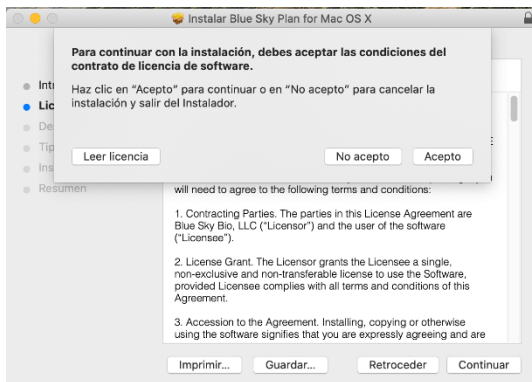 Instalar Blue Sky Plan for Mac OS X
Para continuar con la instalación, debes aceptar las condiciones del
contrato de licencia de software.
Haz clic en “Acepto” para continuar o en “No acepto” para cancelar la
instalación y salir del Instalador.
Leer licencia
No acepto
Acepto
Resumen
will need to agree to the following terms and conditions:
1. Contracting Parties. The parties in this License Agreement are
Blue Sky Bio, LLC (“Licensor”) and the user of the software
(“Licensee”).
2. License Grant. The Licensor grants the Licensee a single,
non-exclusive and non-transferable license to use the Software,
provided Licensee complies with all terms and conditions of this
Agreement.
3. Accession to the Agreement. Installing, copying or otherwise
using the software signifies that you are expressly agreeing and are
Imprimir...
Guardar...
Retroceder
Continuar